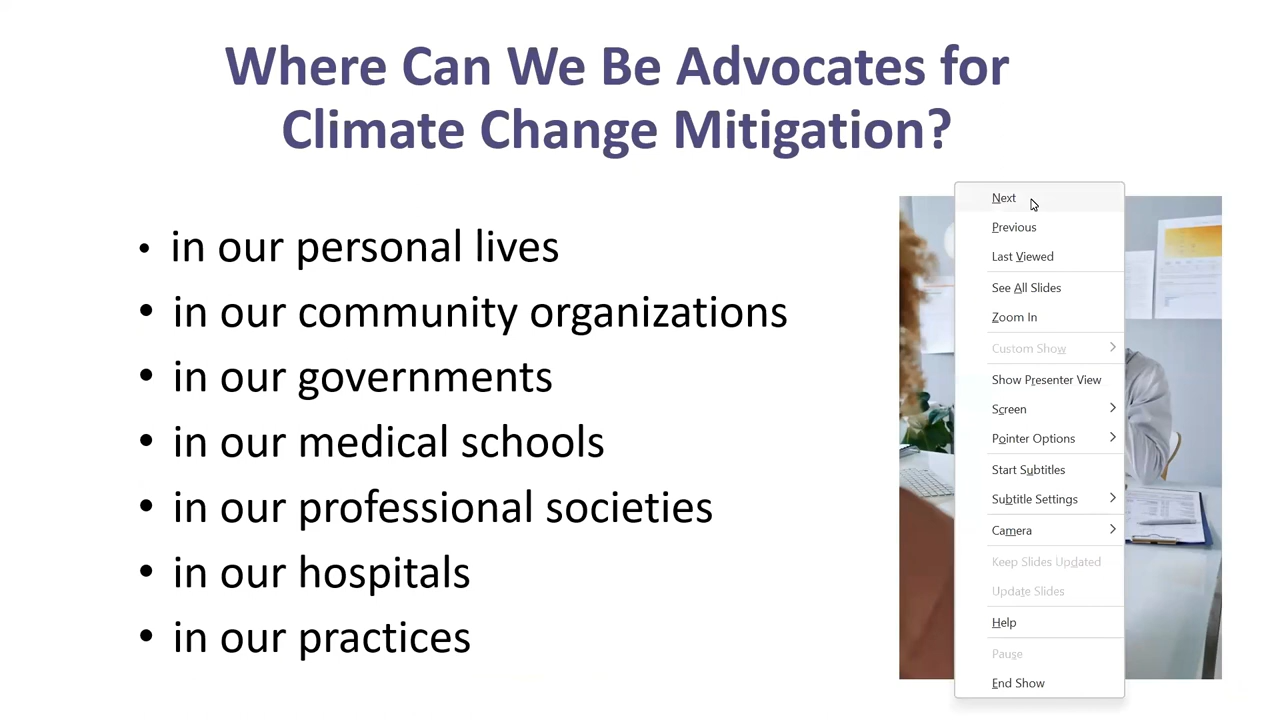 Where Can We Be Advocates for
Climate Change Mitigation?
• in our personal lives
• in our community organizations
• in our governments
• in our medical schools
• in our professional societies
• in our hospitals
• in our practices
Next
Previous
Last Viewed
See All Slides
Zoom In
Custom Show
Show Presenter View
Screen
Pointer Options
Start Subtitles
Subtitle Settings
Camera
Keep Slides Updated
Update Slides
Help
Pause
End Show